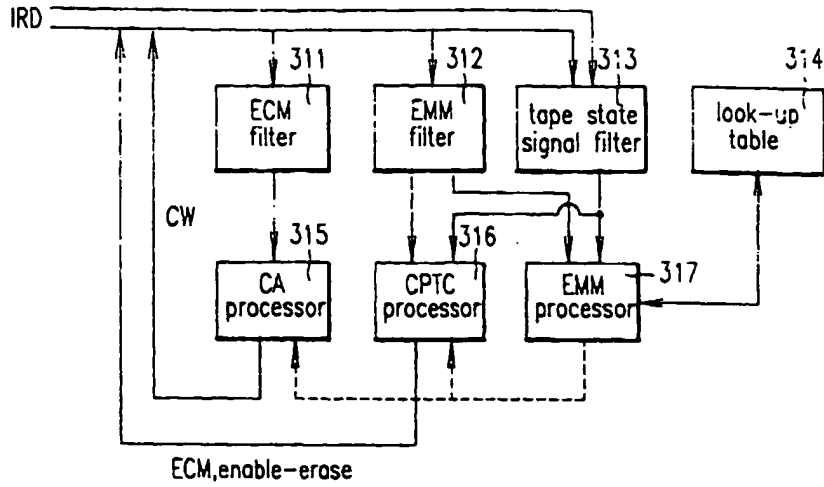 IRD
311
312
313
314
ECM
filter
EMM
filter
tape state
signal filter
look-up
table
CW
315
316
317
CA
processor
CPTC
processor
EMM
processor
ECM,enable-erase